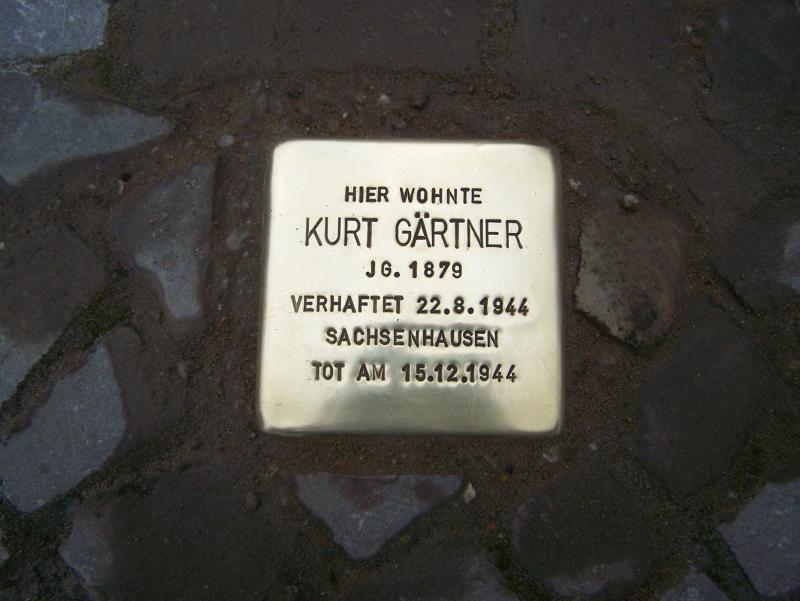 HIER WOHNTE
KURT GÄRTNER
JG. 1879
VERHAFTET 22.8.1944
SACHSENHAUSEN
TOT AM 15.12.1944